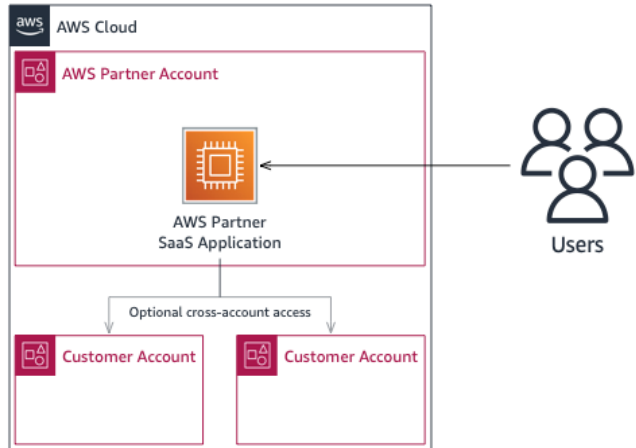 aws
AWS Cloud
AWS Partner Account
AWS Partner
SaaS Application
Users
Optional cross-account access
Customer Account
Customer Account